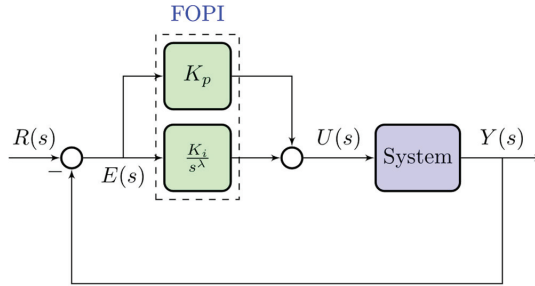 FOPI
K_p
R(s)
U(s)
Y(s)
K_i
s^λ
System
−
E(s)